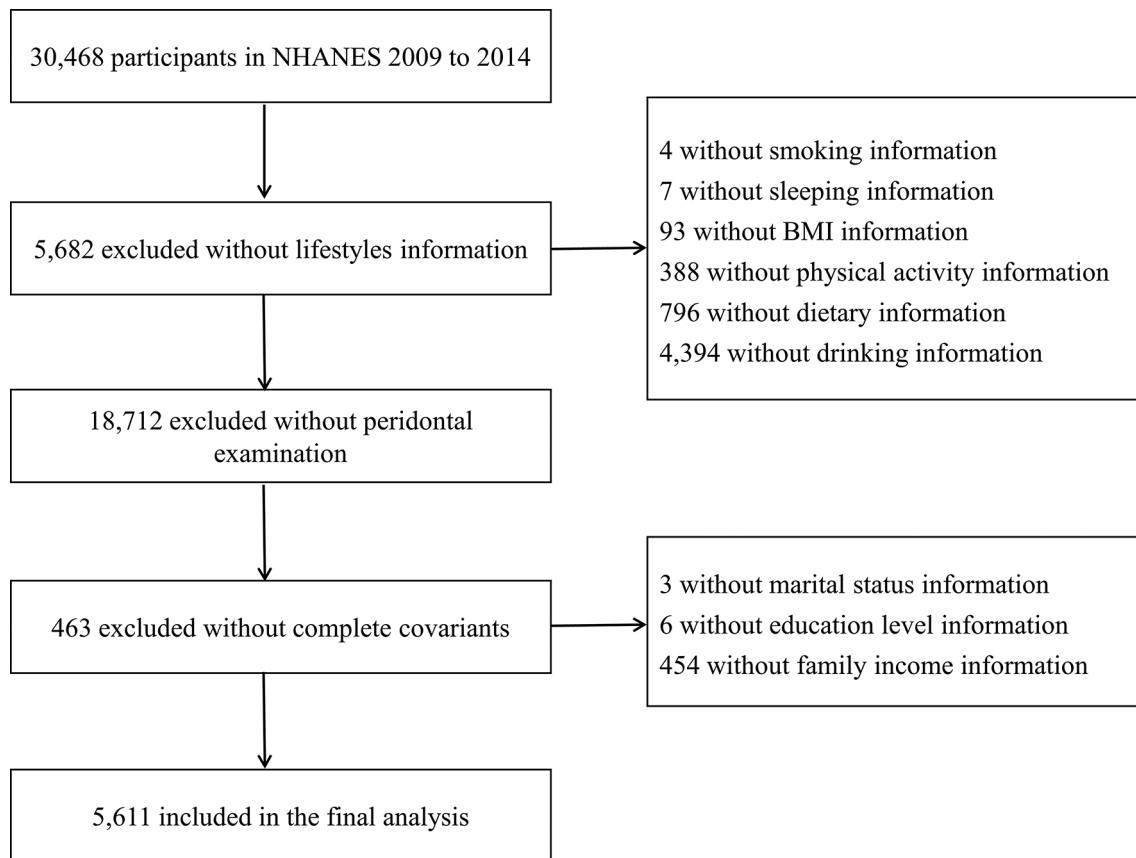 30,468 participants in NHANES 2009 to 2014
5,682 excluded without lifestyles information
4 without smoking information
7 without sleeping information
93 without BMI information
388 without physical activity information
796 without dietary information
4,394 without drinking information
18,712 excluded without peridontal
examination
463 excluded without complete covariants
3 without marital status information
6 without education level information
454 without family income information
5,611 included in the final analysis